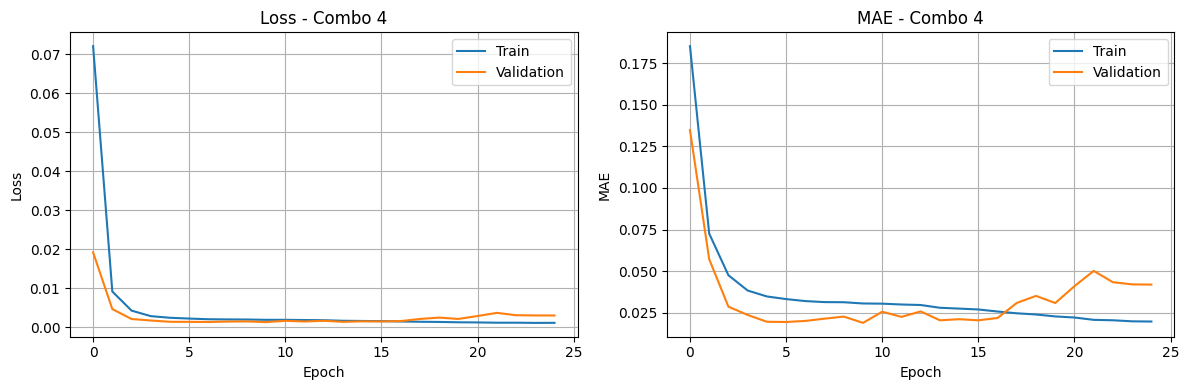 Loss - Combo 4
0.07
0.06
0.05
0.04
0.03
0.02
0.01
0.00
Loss
0
5
10
15
20
25
Epoch
Train
Validation
MAE - Combo 4
0.175
0.150
0.125
0.100
0.075
0.050
0.025
MAE
0
5
10
15
20
25
Epoch
Train
Validation